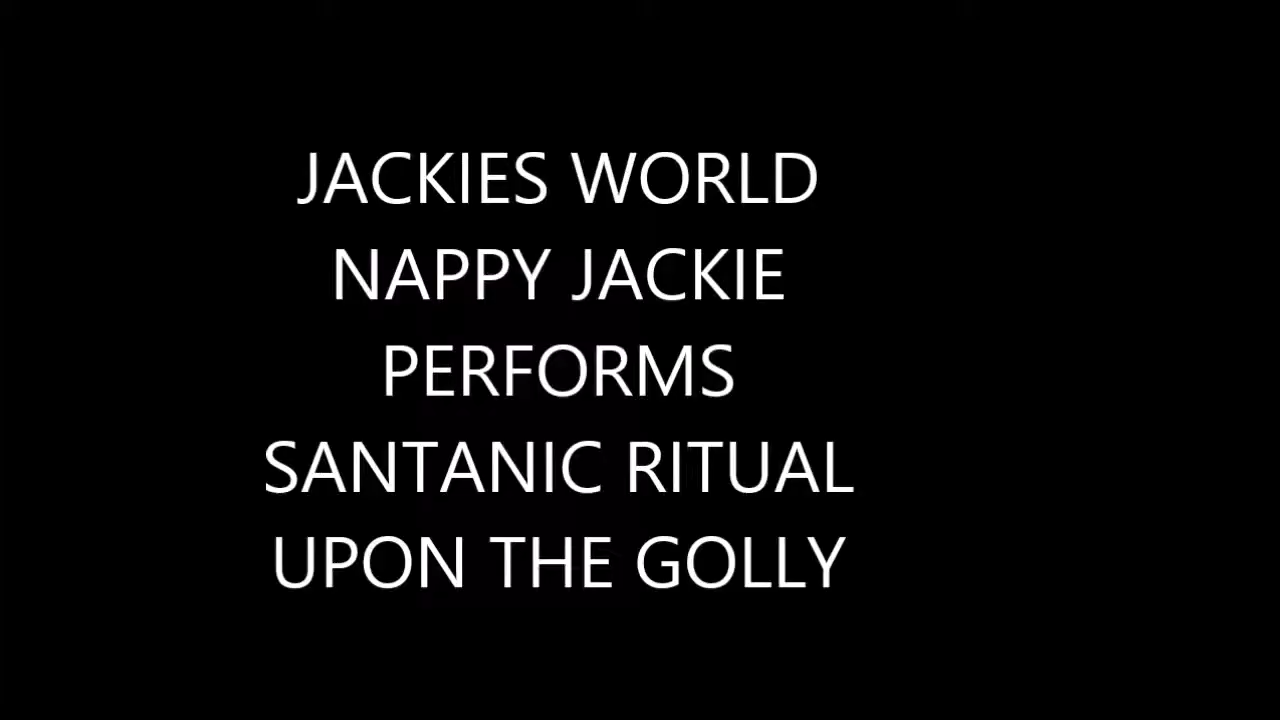 JACKIES WORLD
NAPPY JACKIE
PERFORMS
SANTANIC RITUAL
UPON THE GOLLY